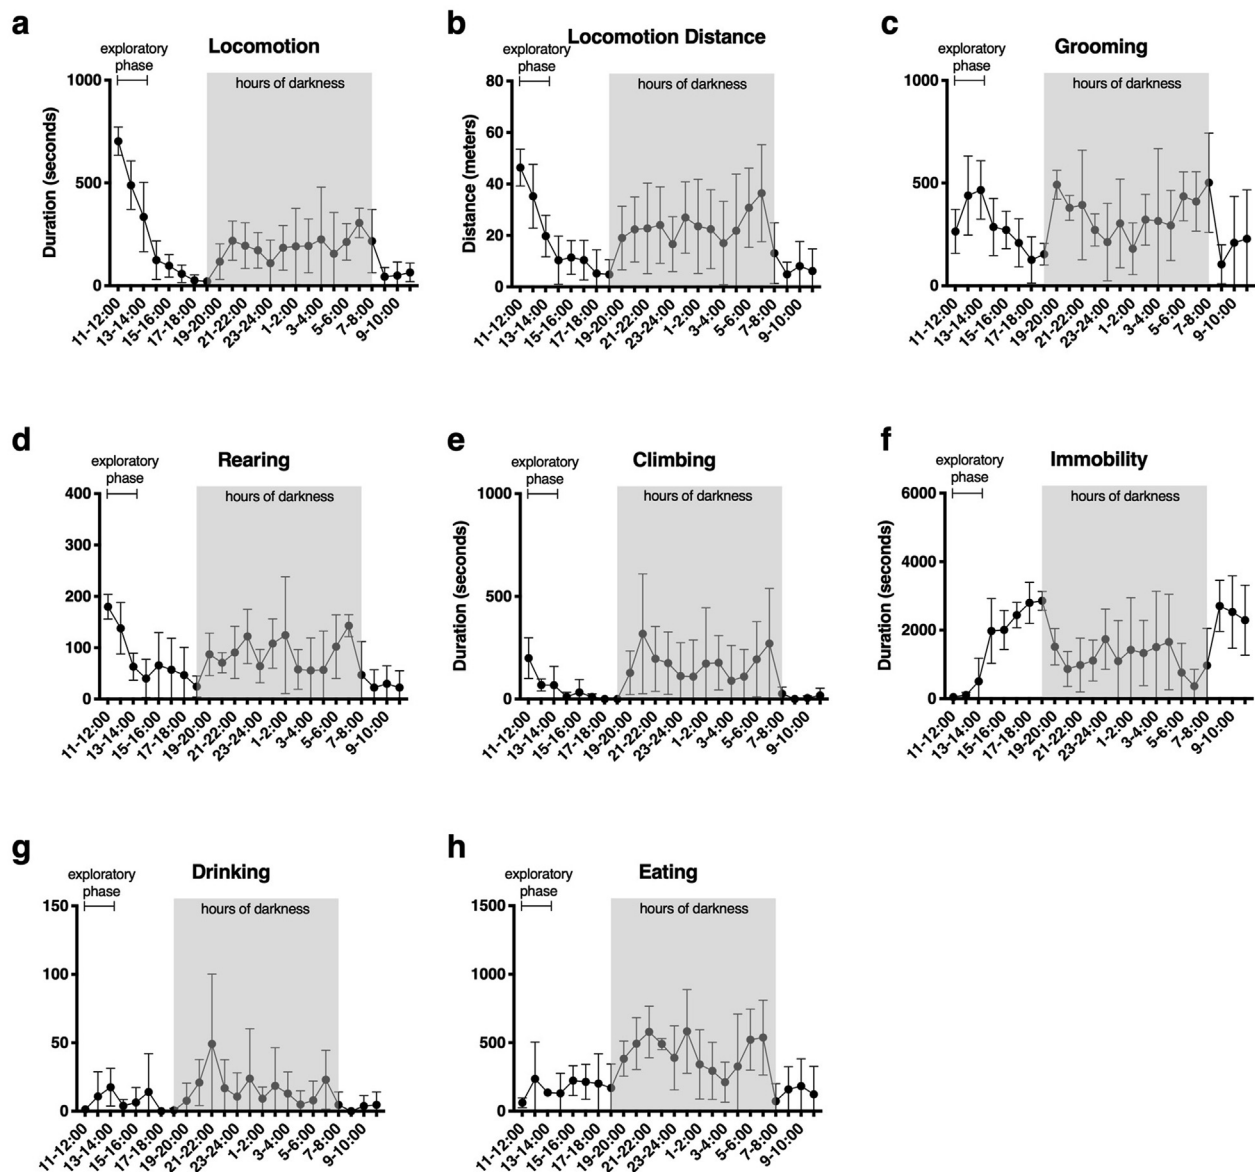 a
Locomotion
exploratory
phase
hours of darkness
Duration (seconds)
1000
500
0
11-12:00
13-14:00
15-16:00
17-18:00
19-20:00
21-22:00
23-24:00
1-2:00
3-4:00
5-6:00
7-8:00
9-10:00
b
Locomotion Distance
exploratory
phase
hours of darkness
Distance (meters)
80
60
40
20
0
11-12:00
13-14:00
15-16:00
17-18:00
19-20:00
21-22:00
23-24:00
1-2:00
3-4:00
5-6:00
7-8:00
9-10:00
c
Grooming
exploratory
phase
hours of darkness
1000
500
0
11-12:00
13-14:00
15-16:00
17-18:00
19-20:00
21-22:00
23-24:00
1-2:00
3-4:00
5-6:00
7-8:00
9-10:00
d
Rearing
exploratory
phase
hours of darkness
400
300
200
100
0
11-12:00
13-14:00
15-16:00
17-18:00
19-20:00
21-22:00
23-24:00
1-2:00
3-4:00
5-6:00
7-8:00
9-10:00
e
Climbing
exploratory
phase
hours of darkness
Duration (seconds)
1000
500
0
11-12:00
13-14:00
15-16:00
17-18:00
19-20:00
21-22:00
23-24:00
1-2:00
3-4:00
5-6:00
7-8:00
9-10:00
f
Immobility
exploratory
phase
hours of darkness
Duration (seconds)
6000
4000
2000
0
11-12:00
13-14:00
15-16:00
17-18:00
19-20:00
21-22:00
23-24:00
1-2:00
3-4:00
5-6:00
7-8:00
9-10:00
g
Drinking
exploratory
phase
hours of darkness
150
100
50
0
11-12:00
13-14:00
15-16:00
17-18:00
19-20:00
21-22:00
23-24:00
1-2:00
3-4:00
5-6:00
7-8:00
9-10:00
h
Eating
exploratory
phase
hours of darkness
1500
1000
500
0
11-12:00
13-14:00
15-16:00
17-18:00
19-20:00
21-22:00
23-24:00
1-2:00
3-4:00
5-6:00
7-8:00
9-10:00